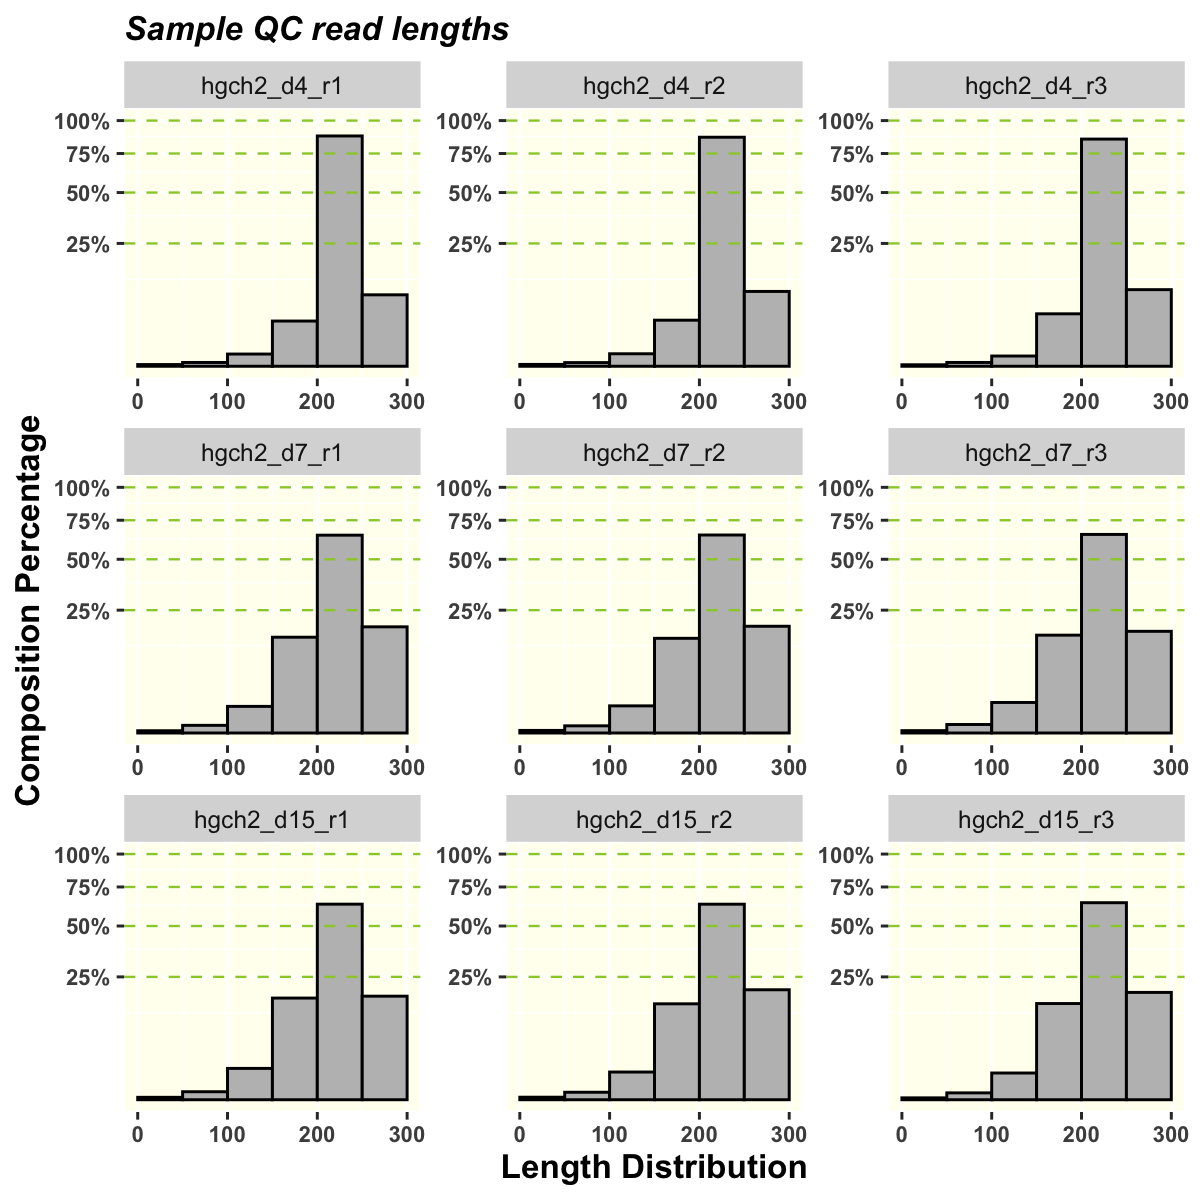 Sample QC read lengths
hgch2_d4_r1 hgch2_d4_r2 hgch2_d4_r3
100% 100% 100%
75% 75% 75%
50% 50% 50%
25% 25% 25%
0 100 200 300 0 100 200 300 0 100 200 300
hgch2_d7_r1 hgch2_d7_r2 hgch2_d7_r3
100% 100% 100%
75% 75% 75%
50% 50% 50%
25% 25% 25%
0 100 200 300 0 100 200 300 0 100 200 300
hgch2_d15_r1 hgch2_d15_r2 hgch2_d15_r3
100% 100% 100%
75% 75% 75%
50% 50% 50%
25% 25% 25%
0 100 200 300 0 100 200 300 0 100 200 300
Composition Percentage
Length Distribution